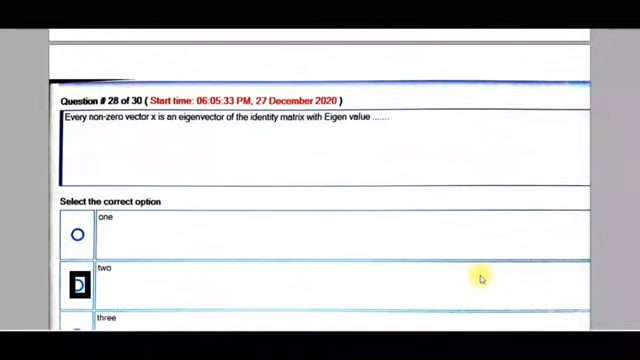 Question # 28 of 30 ( Start time: 06:05:33 PM, 27 December 2020 )
Every non-zero vector x is an eigenvector of the identity matrix with Eigen value .......
Select the correct option
one
two
three